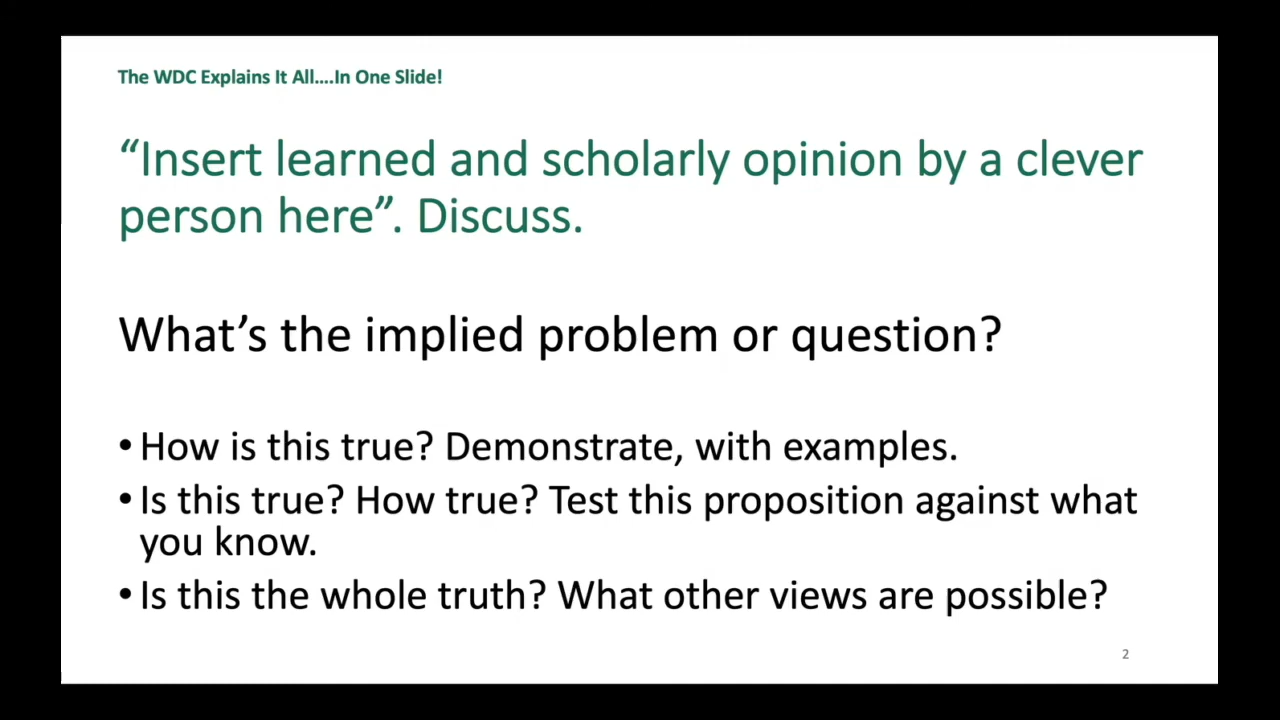 The WDC Explains It All....In One Slide!
“Insert learned and scholarly opinion by a clever
person here”. Discuss.
What’s the implied problem or question?
• How is this true? Demonstrate, with examples.
• Is this true? How true? Test this proposition against what
you know.
• Is this the whole truth? What other views are possible?
2